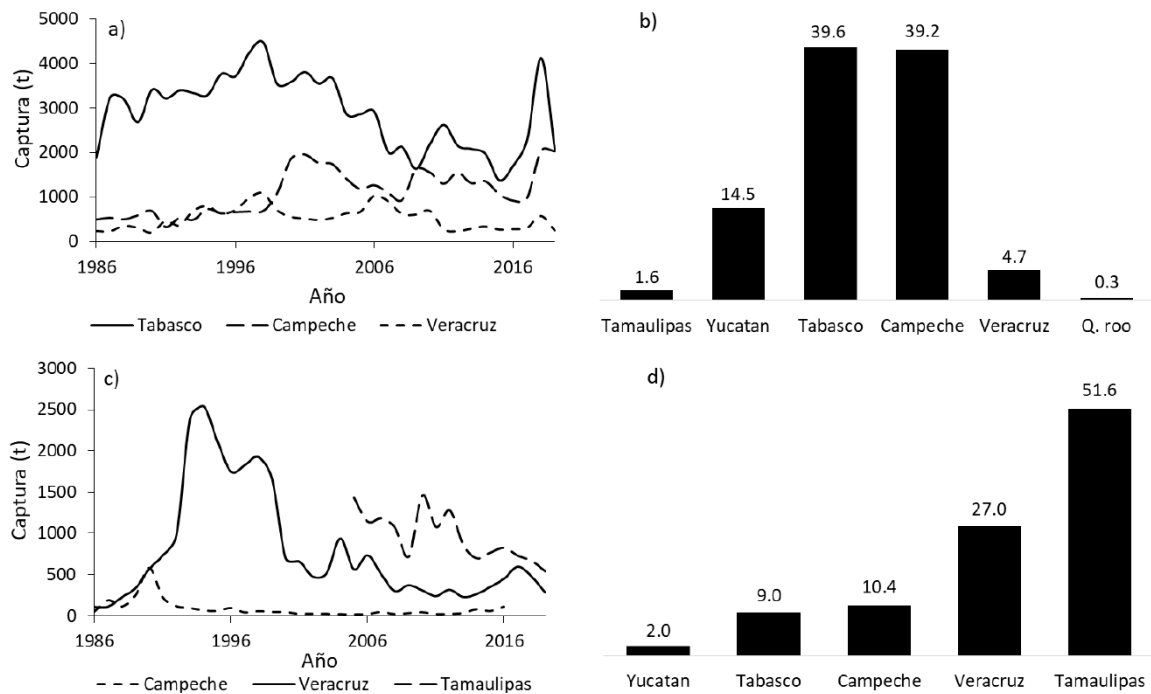 a)
Captura (t)
5000
4000
3000
2000
1000
0
1986 1996 2006 2016
Año
Tabasco Campeche Veracruz
b)
1.6 14.5 39.6 39.2 4.7 0.3
Tamaulipas Yucatan Tabasco Campeche Veracruz Q. roo
c)
Captura (t)
3000
2500
2000
1500
1000
500
0
1986 1996 2006 2016
Año
Campeche Veracruz Tamaulipas
d)
2.0 9.0 10.4 27.0 51.6
Yucatan Tabasco Campeche Veracruz Tamaulipas